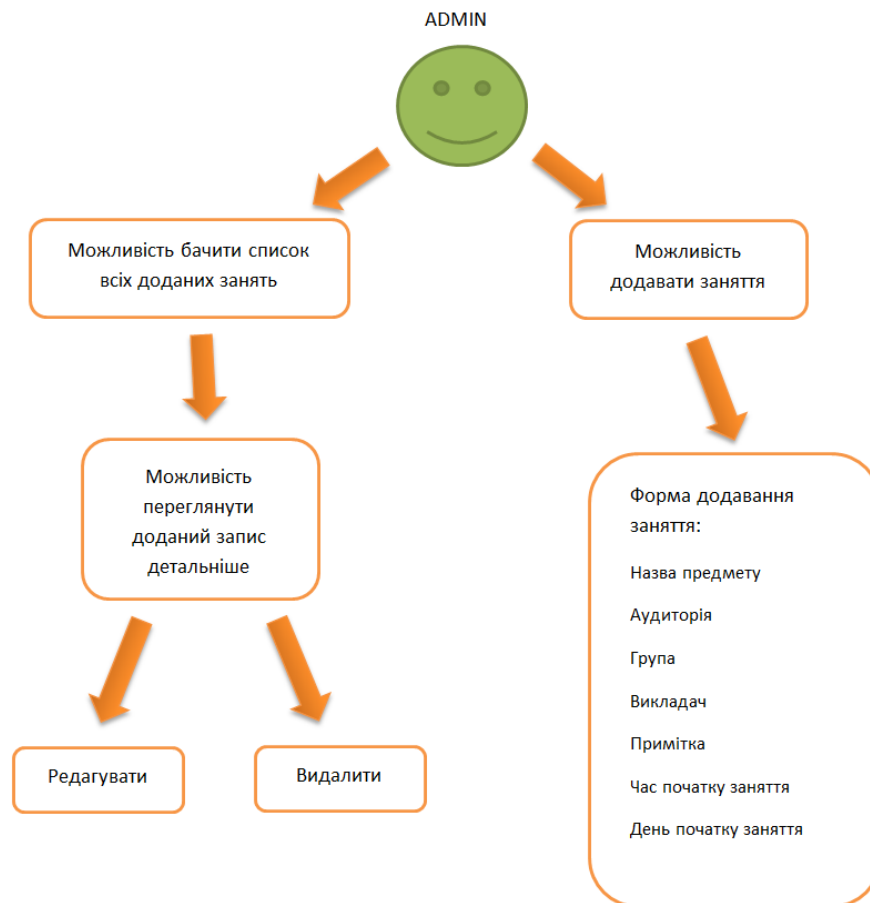 ADMIN
Можливість бачити список
всіх доданих занять
Можливість
додавати заняття
Можливість
переглянути
доданий запис
детальніше
Редагувати
Видалити
Форма додавання
заняття:
Назва предмету
Аудиторія
Група
Викладач
Примітка
Час початку заняття
День початку заняття